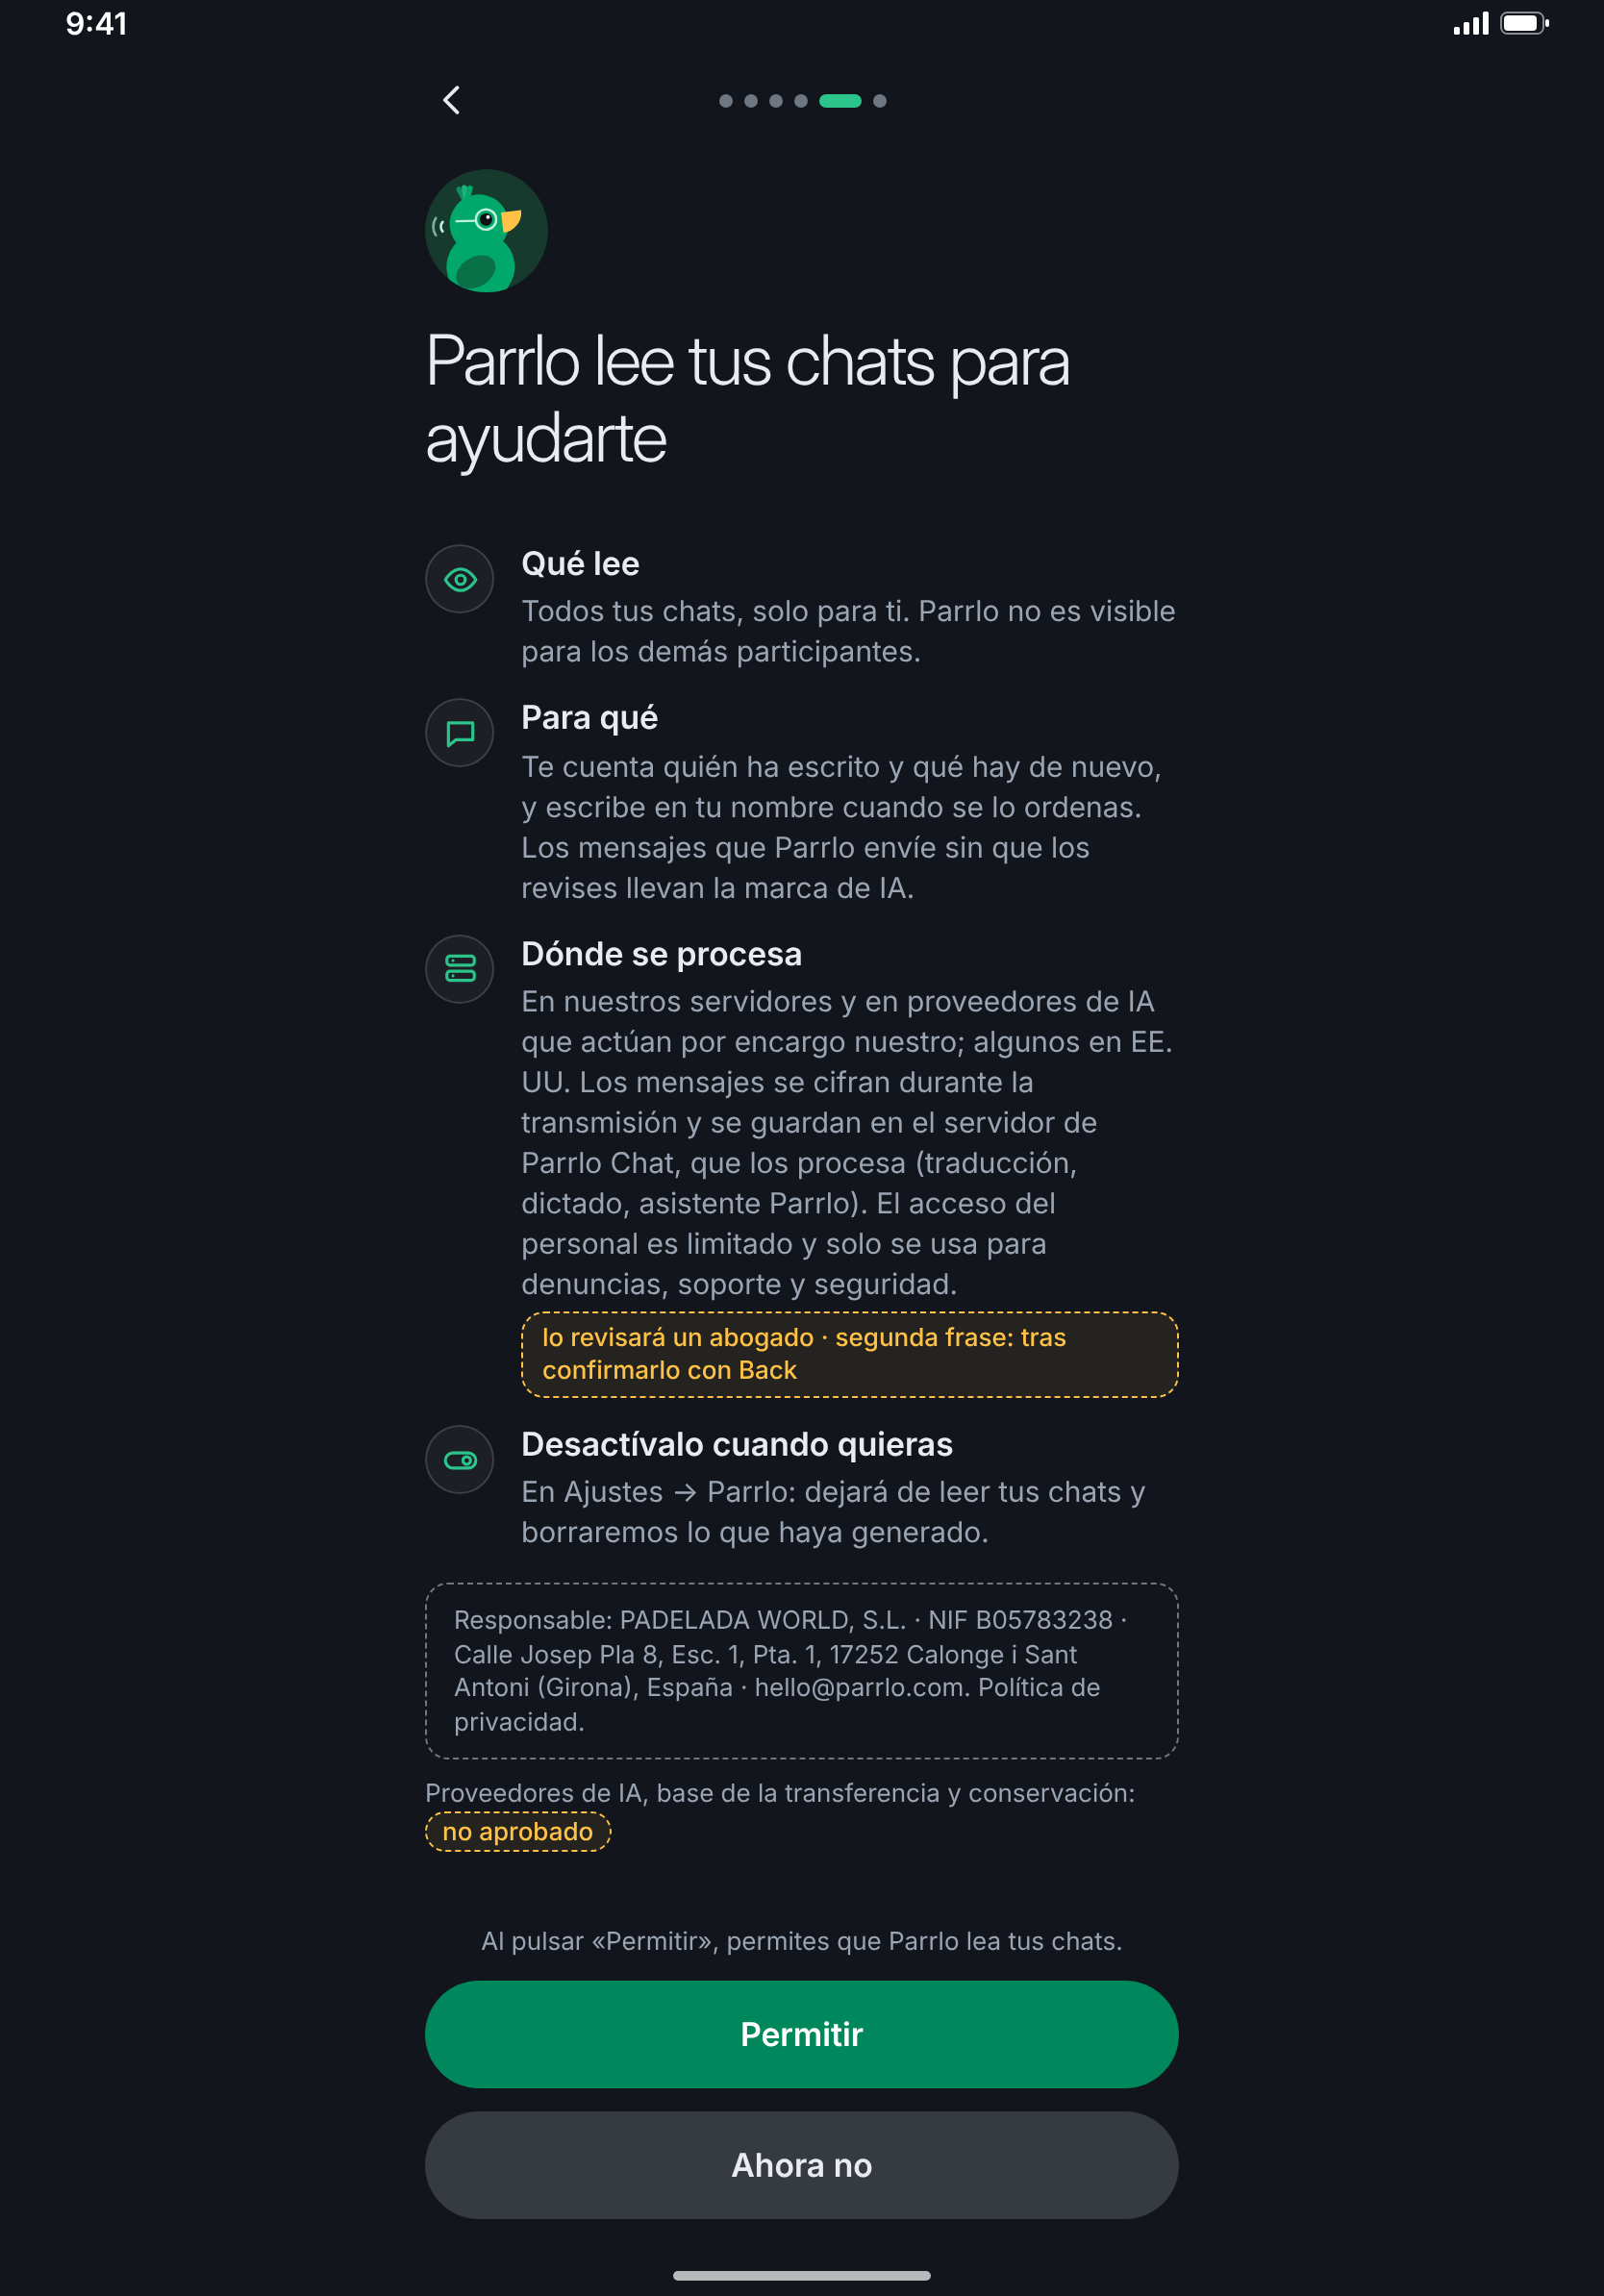 9:41
Parrlo lee tus chats para
ayudarte
Qué lee
Todos tus chats, solo para ti. Parrlo no es visible
para los demás participantes.
Para qué
Te cuenta quién ha escrito y qué hay de nuevo,
y escribe en tu nombre cuando se lo ordenas.
Los mensajes que Parrlo envíe sin que los
revises llevan la marca de IA.
Dónde se procesa
En nuestros servidores y en proveedores de IA
que actúan por encargo nuestro; algunos en EE.
UU. Los mensajes se cifran durante la
transmisión y se guardan en el servidor de
Parrlo Chat, que los procesa (traducción,
dictado, asistente Parrlo). El acceso del
personal es limitado y solo se usa para
denuncias, soporte y seguridad.
lo revisará un abogado · segunda frase: tras
confirmarlo con Back
Desactívalo cuando quieras
En Ajustes → Parrlo: dejará de leer tus chats y
borraremos lo que haya generado.
Responsable: PADELADA WORLD, S.L. · NIF B05783238 ·
Calle Josep Pla 8, Esc. 1, Pta. 1, 17252 Calonge i Sant
Antoni (Girona), España · hello@parrlo.com. Política de
privacidad.
Proveedores de IA, base de la transferencia y conservación:
no aprobado
Al pulsar «Permitir», permites que Parrlo lea tus chats.
Permitir
Ahora no